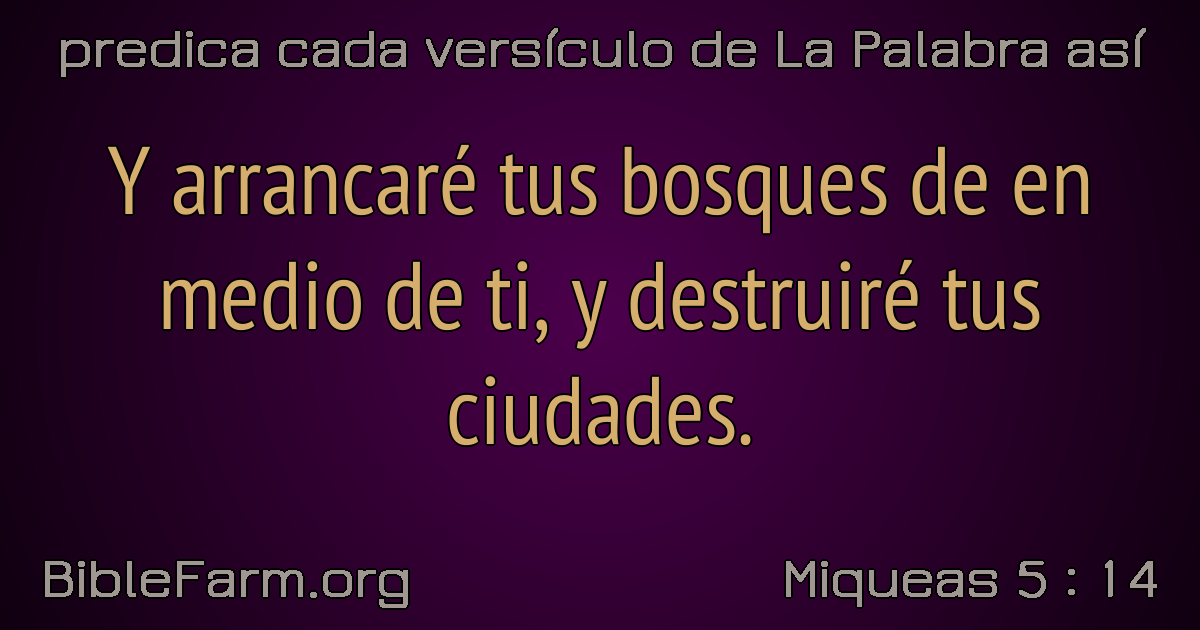 predica cada versículo de La Palabra así
Y arrancaré tus bosques de en
medio de ti, y destruiré tus
ciudades.
BibleFarm.org
Miqueas 5 : 14